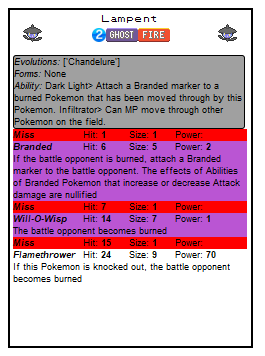 Lampent
2 GHOST FIRE
Evolutions: ['Chandelure']
Forms: None
Ability: Dark Light> Attach a Branded marker to a
burned Pokemon that has been moved through by this
Pokemon. Infiltrator> Can MP move through other
Pokemon on the field.
Miss Hit: 1 Size: 1 Power:
Branded Hit: 6 Size: 5 Power: 2
If the battle opponent is burned, attach a Branded
marker to the battle opponent. The effects of Abilities
of Branded Pokemon that increase or decrease Attack
damage are nullified
Miss Hit: 7 Size: 1 Power:
Will-O-Wisp Hit: 14 Size: 7 Power: 1
The battle opponent becomes burned
Miss Hit: 15 Size: 1 Power:
Flamethrower Hit: 24 Size: 9 Power: 70
If this Pokemon is knocked out, the battle opponent
becomes burned